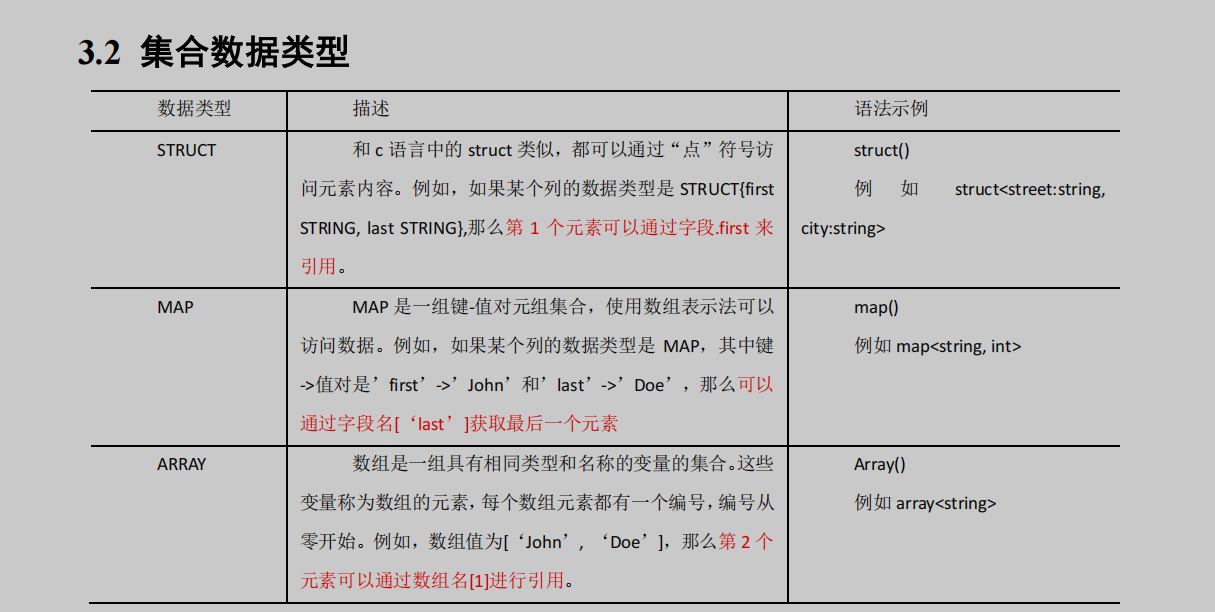 3.2 集合数据类型
数据类型 描述 语法示例
STRUCT
和 c 语言中的 struct 类似，都可以通过“点”符号访
问元素内容。例如，如果某个列的数据类型是 STRUCT{first
STRING, last STRING},那么第 1 个元素可以通过字段.first 来
引用。
struct()
例 如 struct<street:string,
city:string>
MAP
MAP 是一组键-值对元组集合，使用数组表示法可以
访问数据。例如，如果某个列的数据类型是 MAP，其中键
->值对是’first’->’John’和’last’->’Doe’，那么可以
通过字段名[‘last’]获取最后一个元素
map()
例如 map<string, int>
ARRAY
数组是一组具有相同类型和名称的变量的集合。这些
变量称为数组的元素，每个数组元素都有一个编号，编号从
零开始。例如，数组值为[‘John’, ‘Doe’]，那么第 2 个
元素可以通过数组名[1]进行引用。
Array()
例如 array<string>